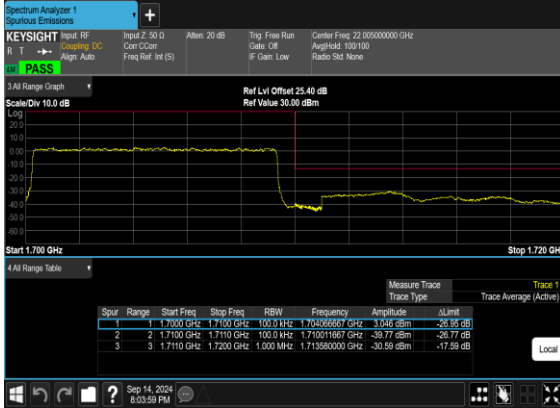 Spectrum Analyzer 1
Spurious Emissions
+
KEYSIGHT Input: RF Input Z: 50 Ω Atten: 20 dB Trig: Free Run Center Freq: 22.005000000 GHz
R T Coupling: DC Corr CCorr Gate: Off Avg|Hold: 100/100
Align: Auto Freq Ref: Int (S) IF Gain: Low Radio Std: None
LW PASS
3 All Range Graph
Ref Lvl Offset 25.40 dB
Scale/Div 10.0 dB Ref Value 30.00 dBm
Log
20.0
10.0
0.00
-10.0
-20.0
-30.0
-40.0
-50.0
-60.0
Start 1.700 GHz Stop 1.720 GH
4 All Range Table
Measure Trace Trace 1
Trace Type Trace Average (Active)
Spur Range Start Freq Stop Freq RBW Frequency Amplitude ΔLimit
1 1 1.7000 GHz 1.7100 GHz 100.0 kHz 1.704066667 GHz 3.046 dBm -26.95 dB
2 2 1.7100 GHz 1.7110 GHz 100.0 kHz 1.710011667 GHz -39.77 dBm -26.77 dB
3 3 1.7110 GHz 1.7200 GHz 1.000 MHz 1.713580000 GHz -30.59 dBm -17.59 dB
Local
? Sep 14, 2024
8:03:59 PM